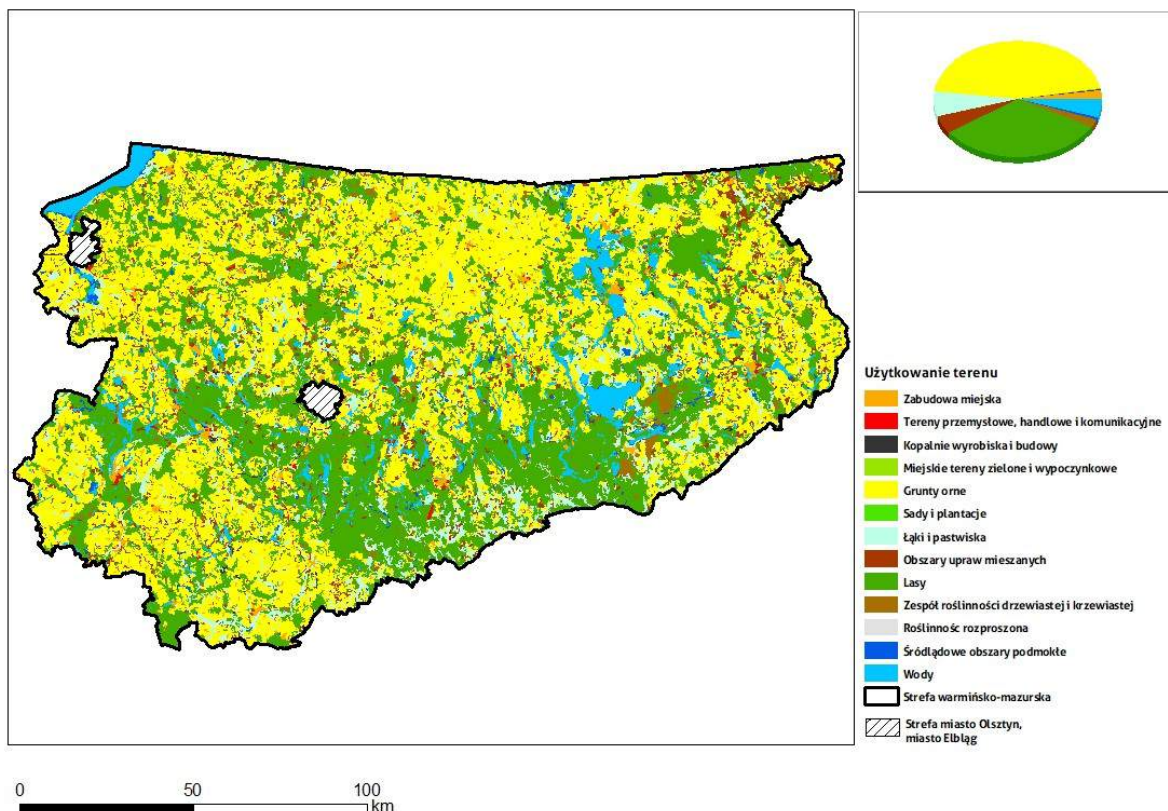 Użytkowanie terenu
Zabudowa miejska
Tereny przemysłowe, handlowe i komunikacyjne
Kopalnie wyrobiska i budowy
Miejskie tereny zielone i wypoczynkowe
Grunty orne
Sady i plantacje
Łąki i pastwiska
Obszary upraw mieszanych
Lasy
Zespół roślinności drzewiastej i krzewiastej
Roślinnośc rozproszona
Śródlądowe obszary podmokłe
Wody
Strefa warmińsko-mazurska
Strefa miasto Olsztyn,
miasto Elbląg
0 50 100
km